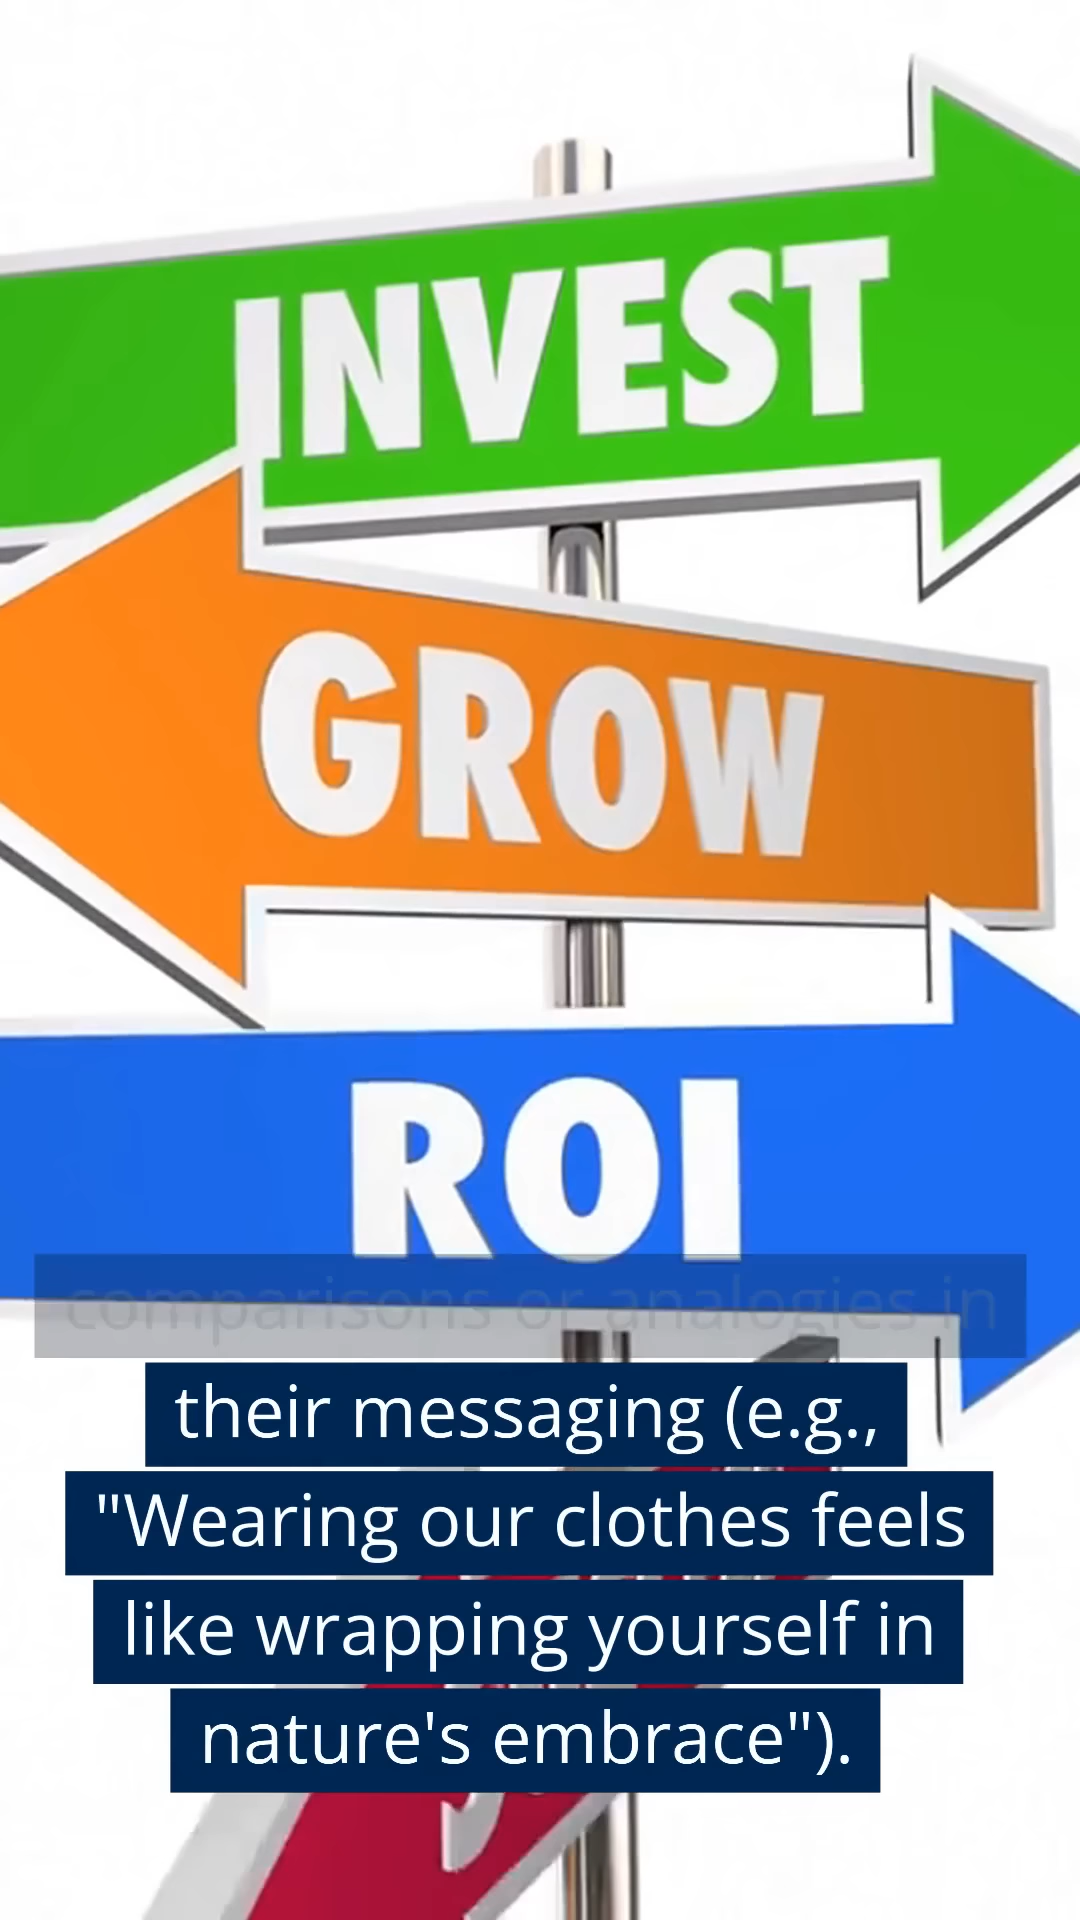 INVEST
GROW
ROI
comparisons or analogies in
their messaging (e.g.,
"Wearing our clothes feels
like wrapping yourself in
nature's embrace").